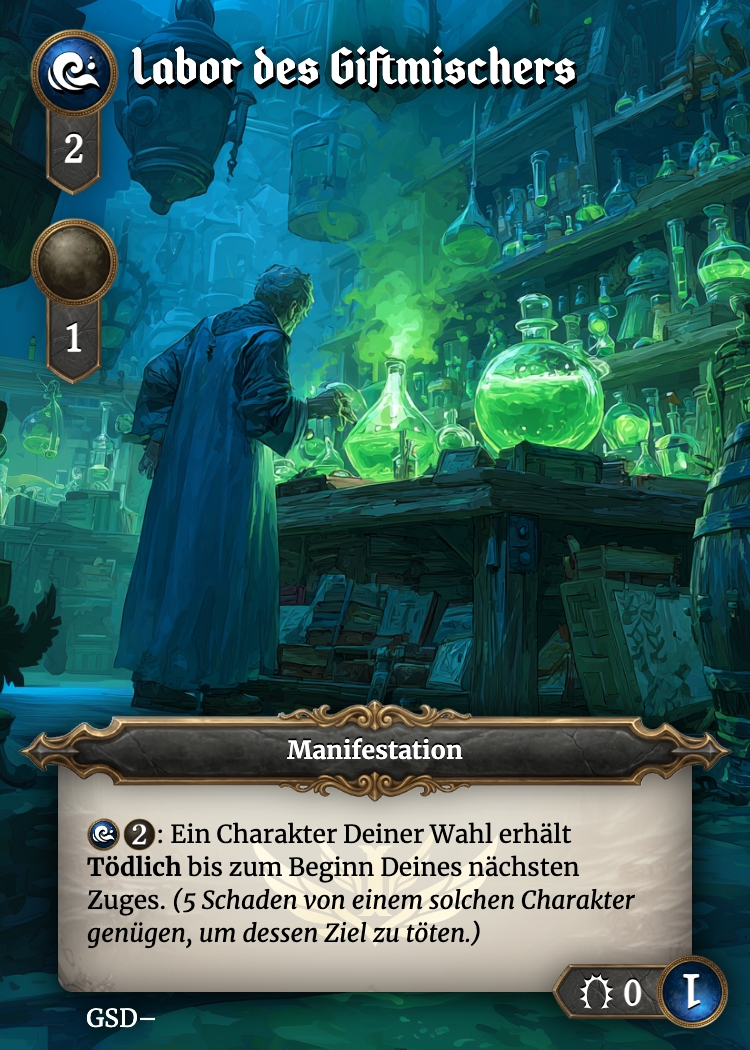 Labor des Giftmischers
2
1
Manifestation
2: Ein Charakter Deiner Wahl erhält
Tödlich bis zum Beginn Deines nächsten
Zuges. (5 Schaden von einem solchen Charakter
genügen, um dessen Ziel zu töten.)
0 1
GSD–